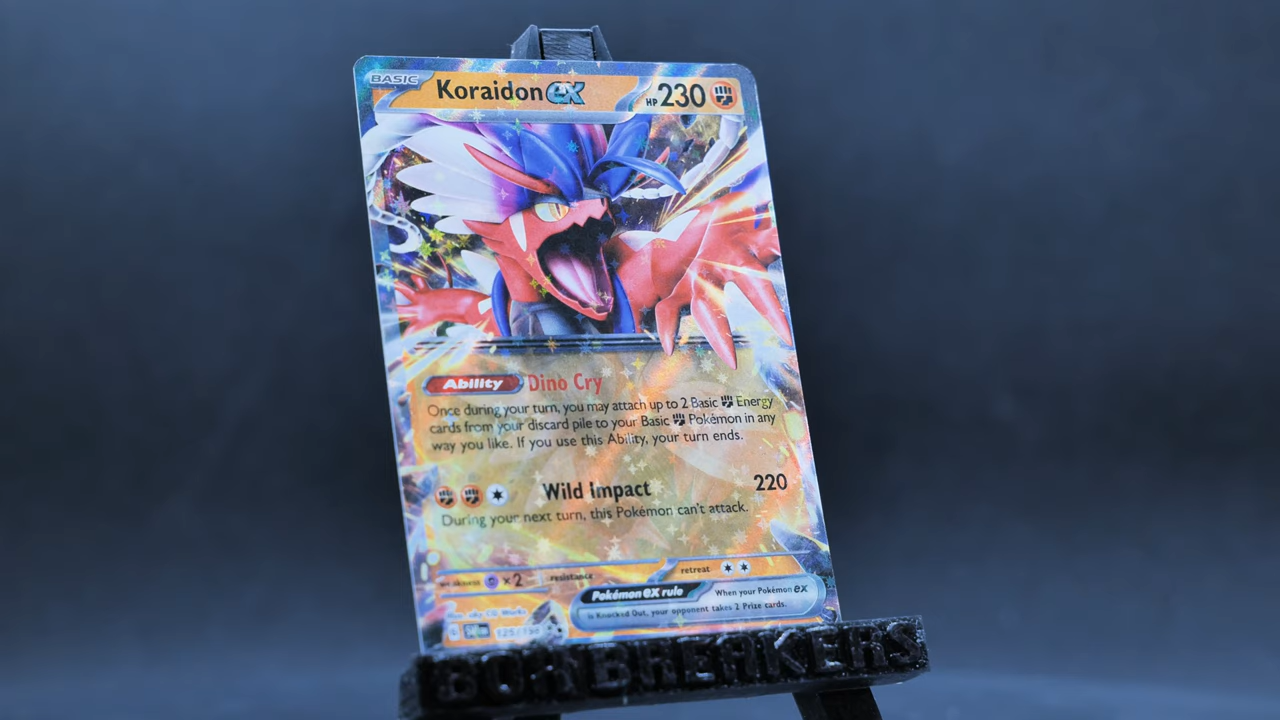 BASIC Koraidon ex HP 230
Ability Dino Cry
Once during your turn, you may attach up to 2 Basic Energy
cards from your discard pile to your Basic Pokémon in any
way you like. If you use this Ability, your turn ends.
Wild Impact 220
During your next turn, this Pokémon can't attack.
weakness ×2 resistance retreat
Pokémon ex rule When your Pokémon ex
is Knocked Out, your opponent takes 2 Prize cards.
Works
125/
BOXBREAKERS